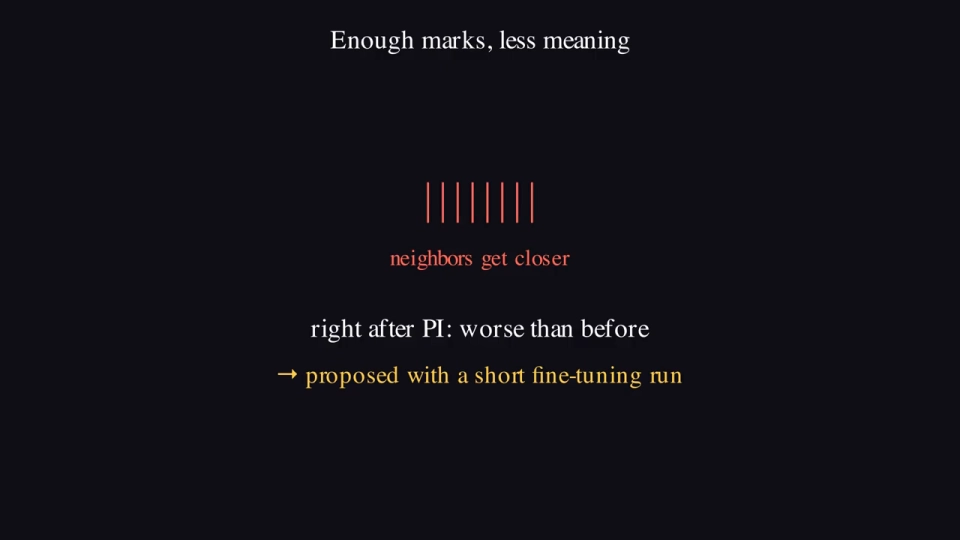 Enough marks, less meaning
neighbors get closer
right after PI: worse than before
→ proposed with a short fine-tuning run